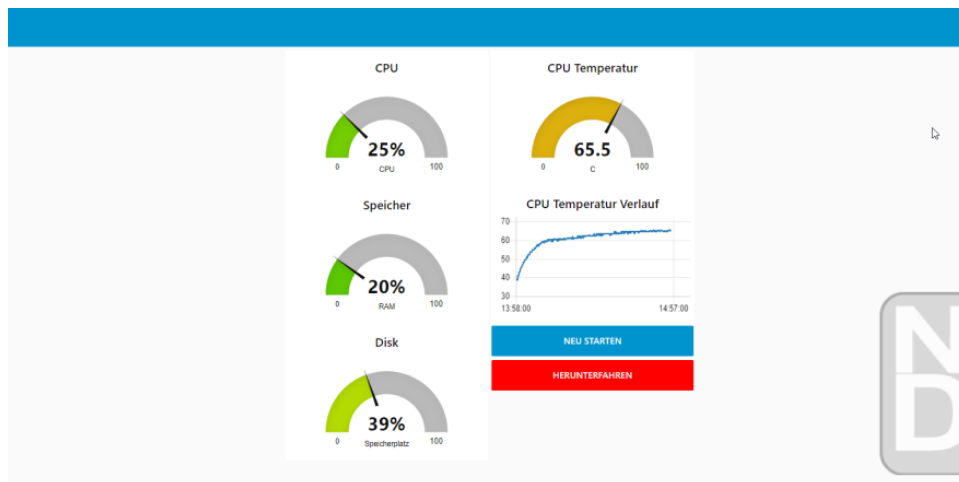 CPU
25%
0
CPU
100
Speicher
20%
0
RAM
100
Disk
39%
0
Speicherplatz
100
CPU Temperatur
65.5
0
C
100
CPU Temperatur Verlauf
70
60
50
40
30
13:58:00
14:57:00
NEU STARTEN
HERUNTERFAHREN
N
D